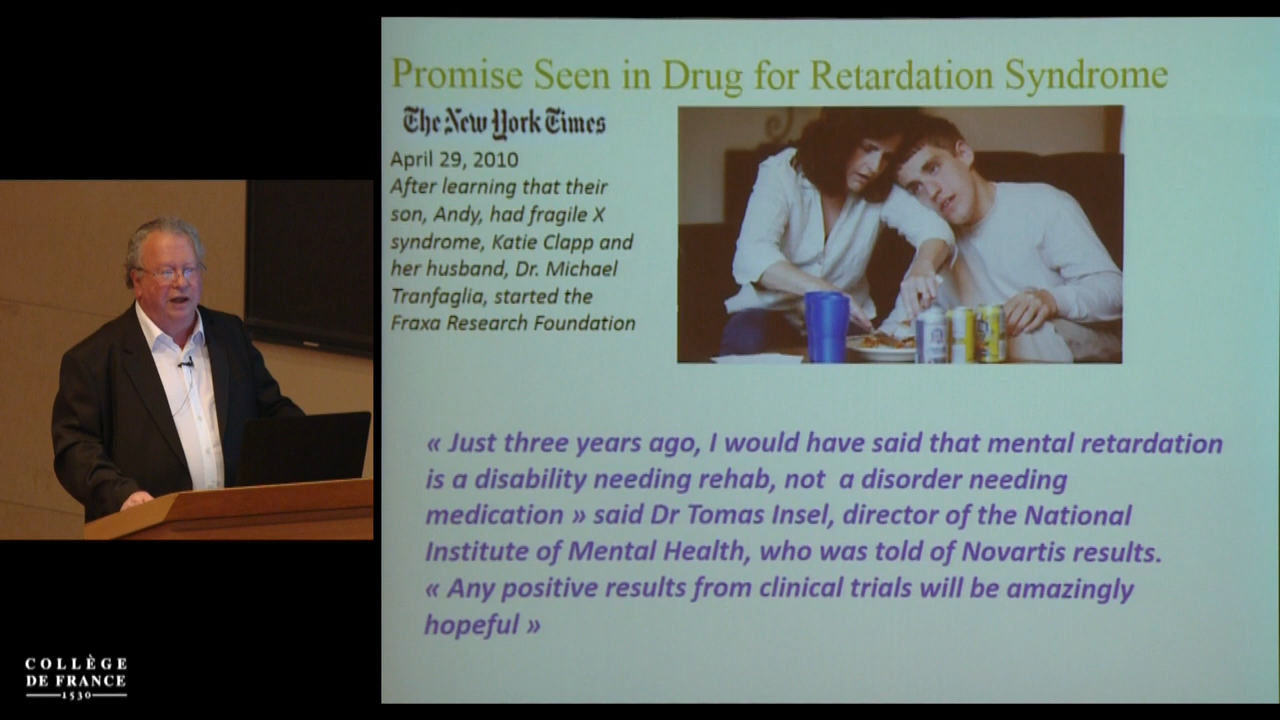 Promise Seen in Drug for Retardation Syndrome
The New York Times
April 29, 2010
After learning that their
son, Andy, had fragile X
syndrome, Katie Clapp and
her husband, Dr. Michael
Tranfaglia, started the
Fraxa Research Foundation
« Just three years ago, I would have said that mental retardation
is a disability needing rehab, not a disorder needing
medication » said Dr Tomas Insel, director of the National
Institute of Mental Health, who was told of Novartis results.
« Any positive results from clinical trials will be amazingly
hopeful »
COLLÈGE
DE FRANCE
1530